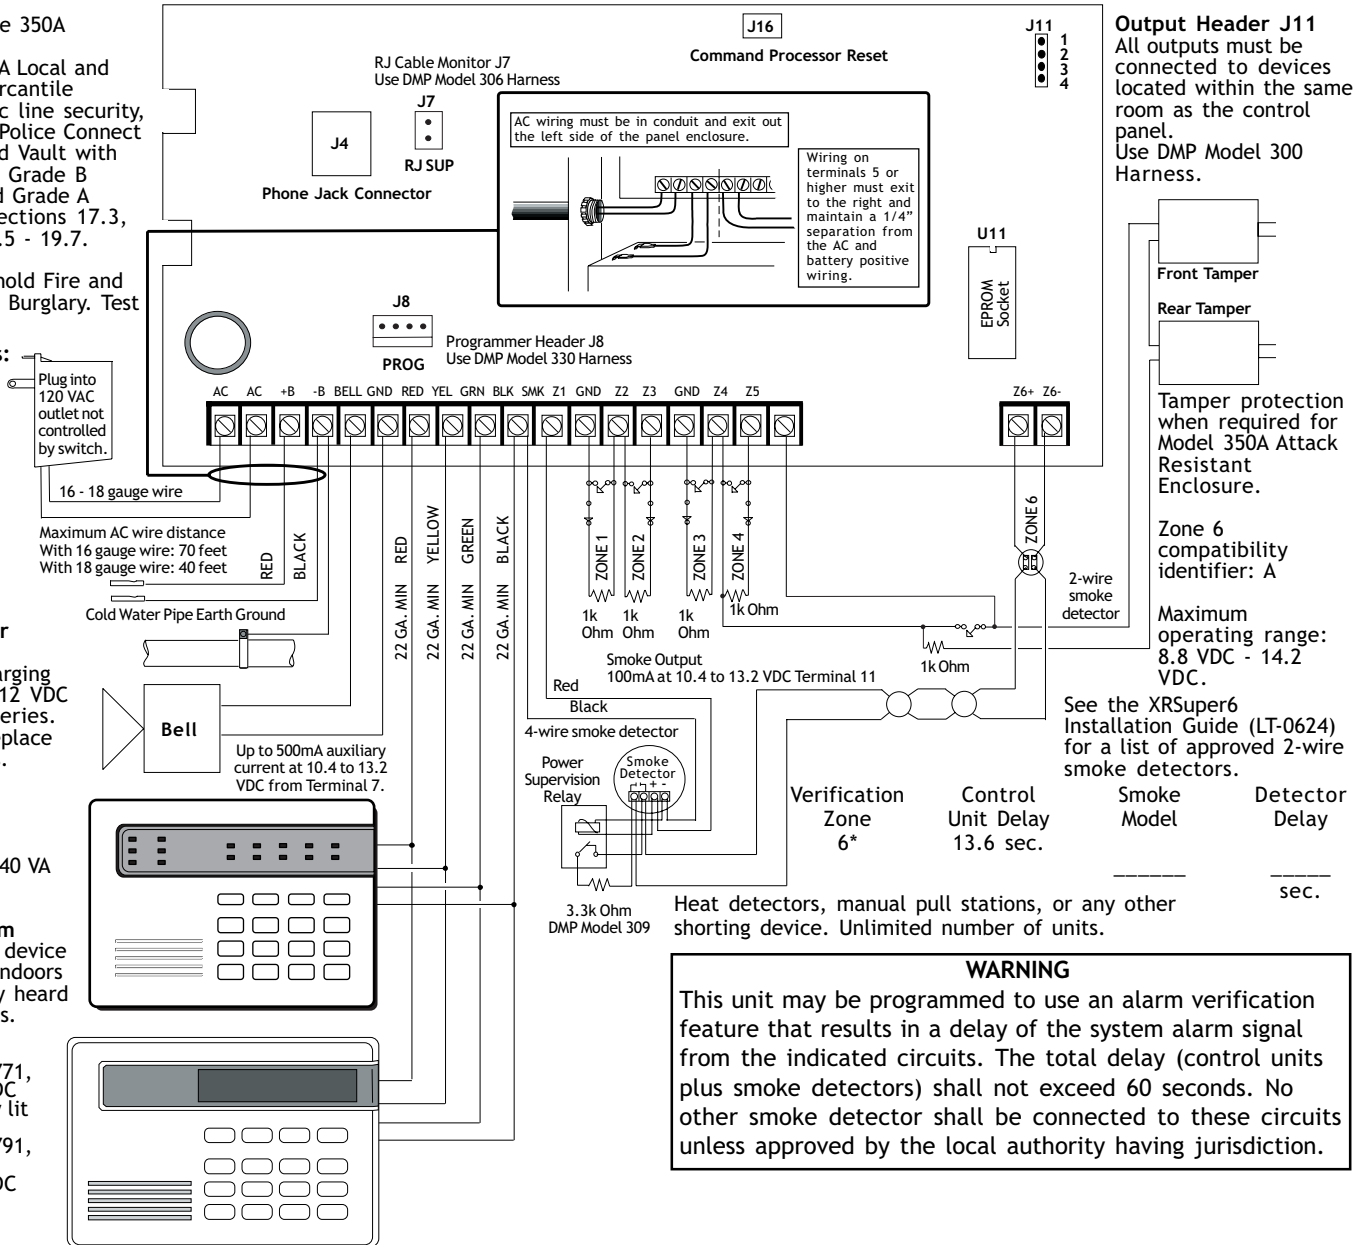 e 350A
A Local and
rcantile
c line security,
Police Connect
d Vault with
Grade B
d Grade A
ections 17.3,
.5 - 19.7.
nold Fire and
Burglary. Test
s:
Plug into
120 VAC
outlet not
controlled
by switch.
16 - 18 gauge wire
Maximum AC wire distance
With 16 gauge wire: 70 feet
With 18 gauge wire: 40 feet
RED
BLACK
Cold Water Pipe Earth Ground
r
arging
12 VDC
eries.
eplace
s.
Bell
Up to 500mA auxiliary
current at 10.4 to 13.2
VDC from Terminal 7.
40 VA
m
device
ndoors
y heard
s.
771,
DC
y lit
791,
DC
J16
Command Processor Reset
RJ Cable Monitor J7
Use DMP Model 306 Harness
J7
RJ SUP
J4
Phone Jack Connector
AC wiring must be in conduit and exit out
the left side of the panel enclosure.
Wiring on
terminals 5 or
higher must exit
to the right and
maintain a 1/4”
separation from
the AC and
battery positive
wiring.
J8
PROG
Programmer Header J8
Use DMP Model 330 Harness
U11
EPROM
Socket
J11
1
2
3
4
Output Header J11
All outputs must be
connected to devices
located within the same
room as the control
panel.
Use DMP Model 300
Harness.
Front Tamper
Rear Tamper
Tamper protection
when required for
Model 350A Attack
Resistant
Enclosure.
Zone 6
compatibility
identifier: A
Maximum
operating range:
8.8 VDC - 14.2
VDC.
AC AC +B -B BELL GND RED YEL GRN BLK SMK Z1 GND Z2 Z3 GND Z4 Z5 Z6+ Z6-
22 GA. MIN RED
22 GA. MIN YELLOW
22 GA. MIN GREEN
22 GA. MIN BLACK
ZONE 1
ZONE 2
ZONE 3
ZONE 4
ZONE 6
1k
Ohm
1k
Ohm
1k
Ohm
1k Ohm
1k Ohm
2-wire
smoke
detector
Smoke Output
100mA at 10.4 to 13.2 VDC Terminal 11
Red
Black
4-wire smoke detector
Power
Supervision
Relay
Smoke
Detector
+ -
3.3k Ohm
DMP Model 309
See the XRSuper6
Installation Guide (LT-0624)
for a list of approved 2-wire
smoke detectors.
Verification Control Smoke Detector
Zone Unit Delay Model Delay
6* 13.6 sec.
______ _____
sec.
Heat detectors, manual pull stations, or any other
shorting device. Unlimited number of units.
WARNING
This unit may be programmed to use an alarm verification
feature that results in a delay of the system alarm signal
from the indicated circuits. The total delay (control units
plus smoke detectors) shall not exceed 60 seconds. No
other smoke detector shall be connected to these circuits
unless approved by the local authority having jurisdiction.